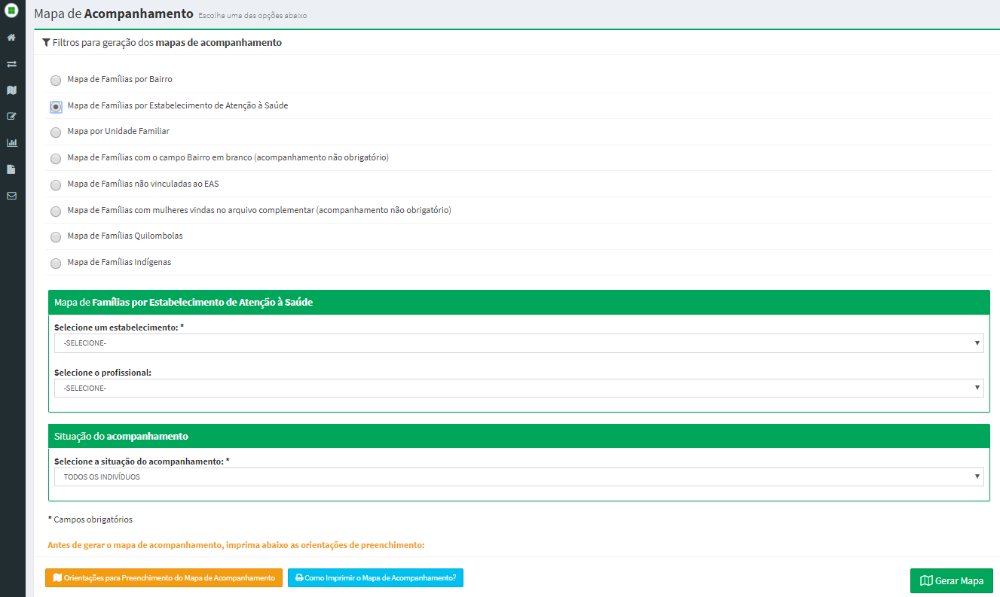 Mapa de Acompanhamento Escolha uma das opções abaixo
Filtros para geração dos mapas de acompanhamento
Mapa de Famílias por Bairro
Mapa de Famílias por Estabelecimento de Atenção à Saúde
Mapa por Unidade Familiar
Mapa de Famílias com o campo Bairro em branco (acompanhamento não obrigatório)
Mapa de Famílias não vinculadas ao EAS
Mapa de Famílias com mulheres vindas no arquivo complementar (acompanhamento não obrigatório)
Mapa de Famílias Quilombolas
Mapa de Famílias Indígenas
Mapa de Famílias por Estabelecimento de Atenção à Saúde
Selecione um estabelecimento: *
-SELECIONE-
Selecione o profissional:
-SELECIONE-
Situação do acompanhamento
Selecione a situação do acompanhamento: *
TODOS OS INDIVÍDUOS
* Campos obrigatórios
Antes de gerar o mapa de acompanhamento, imprima abaixo as orientações de preenchimento:
Orientações para Preenchimento do Mapa de Acompanhamento
Como Imprimir o Mapa de Acompanhamento?
Gerar Mapa